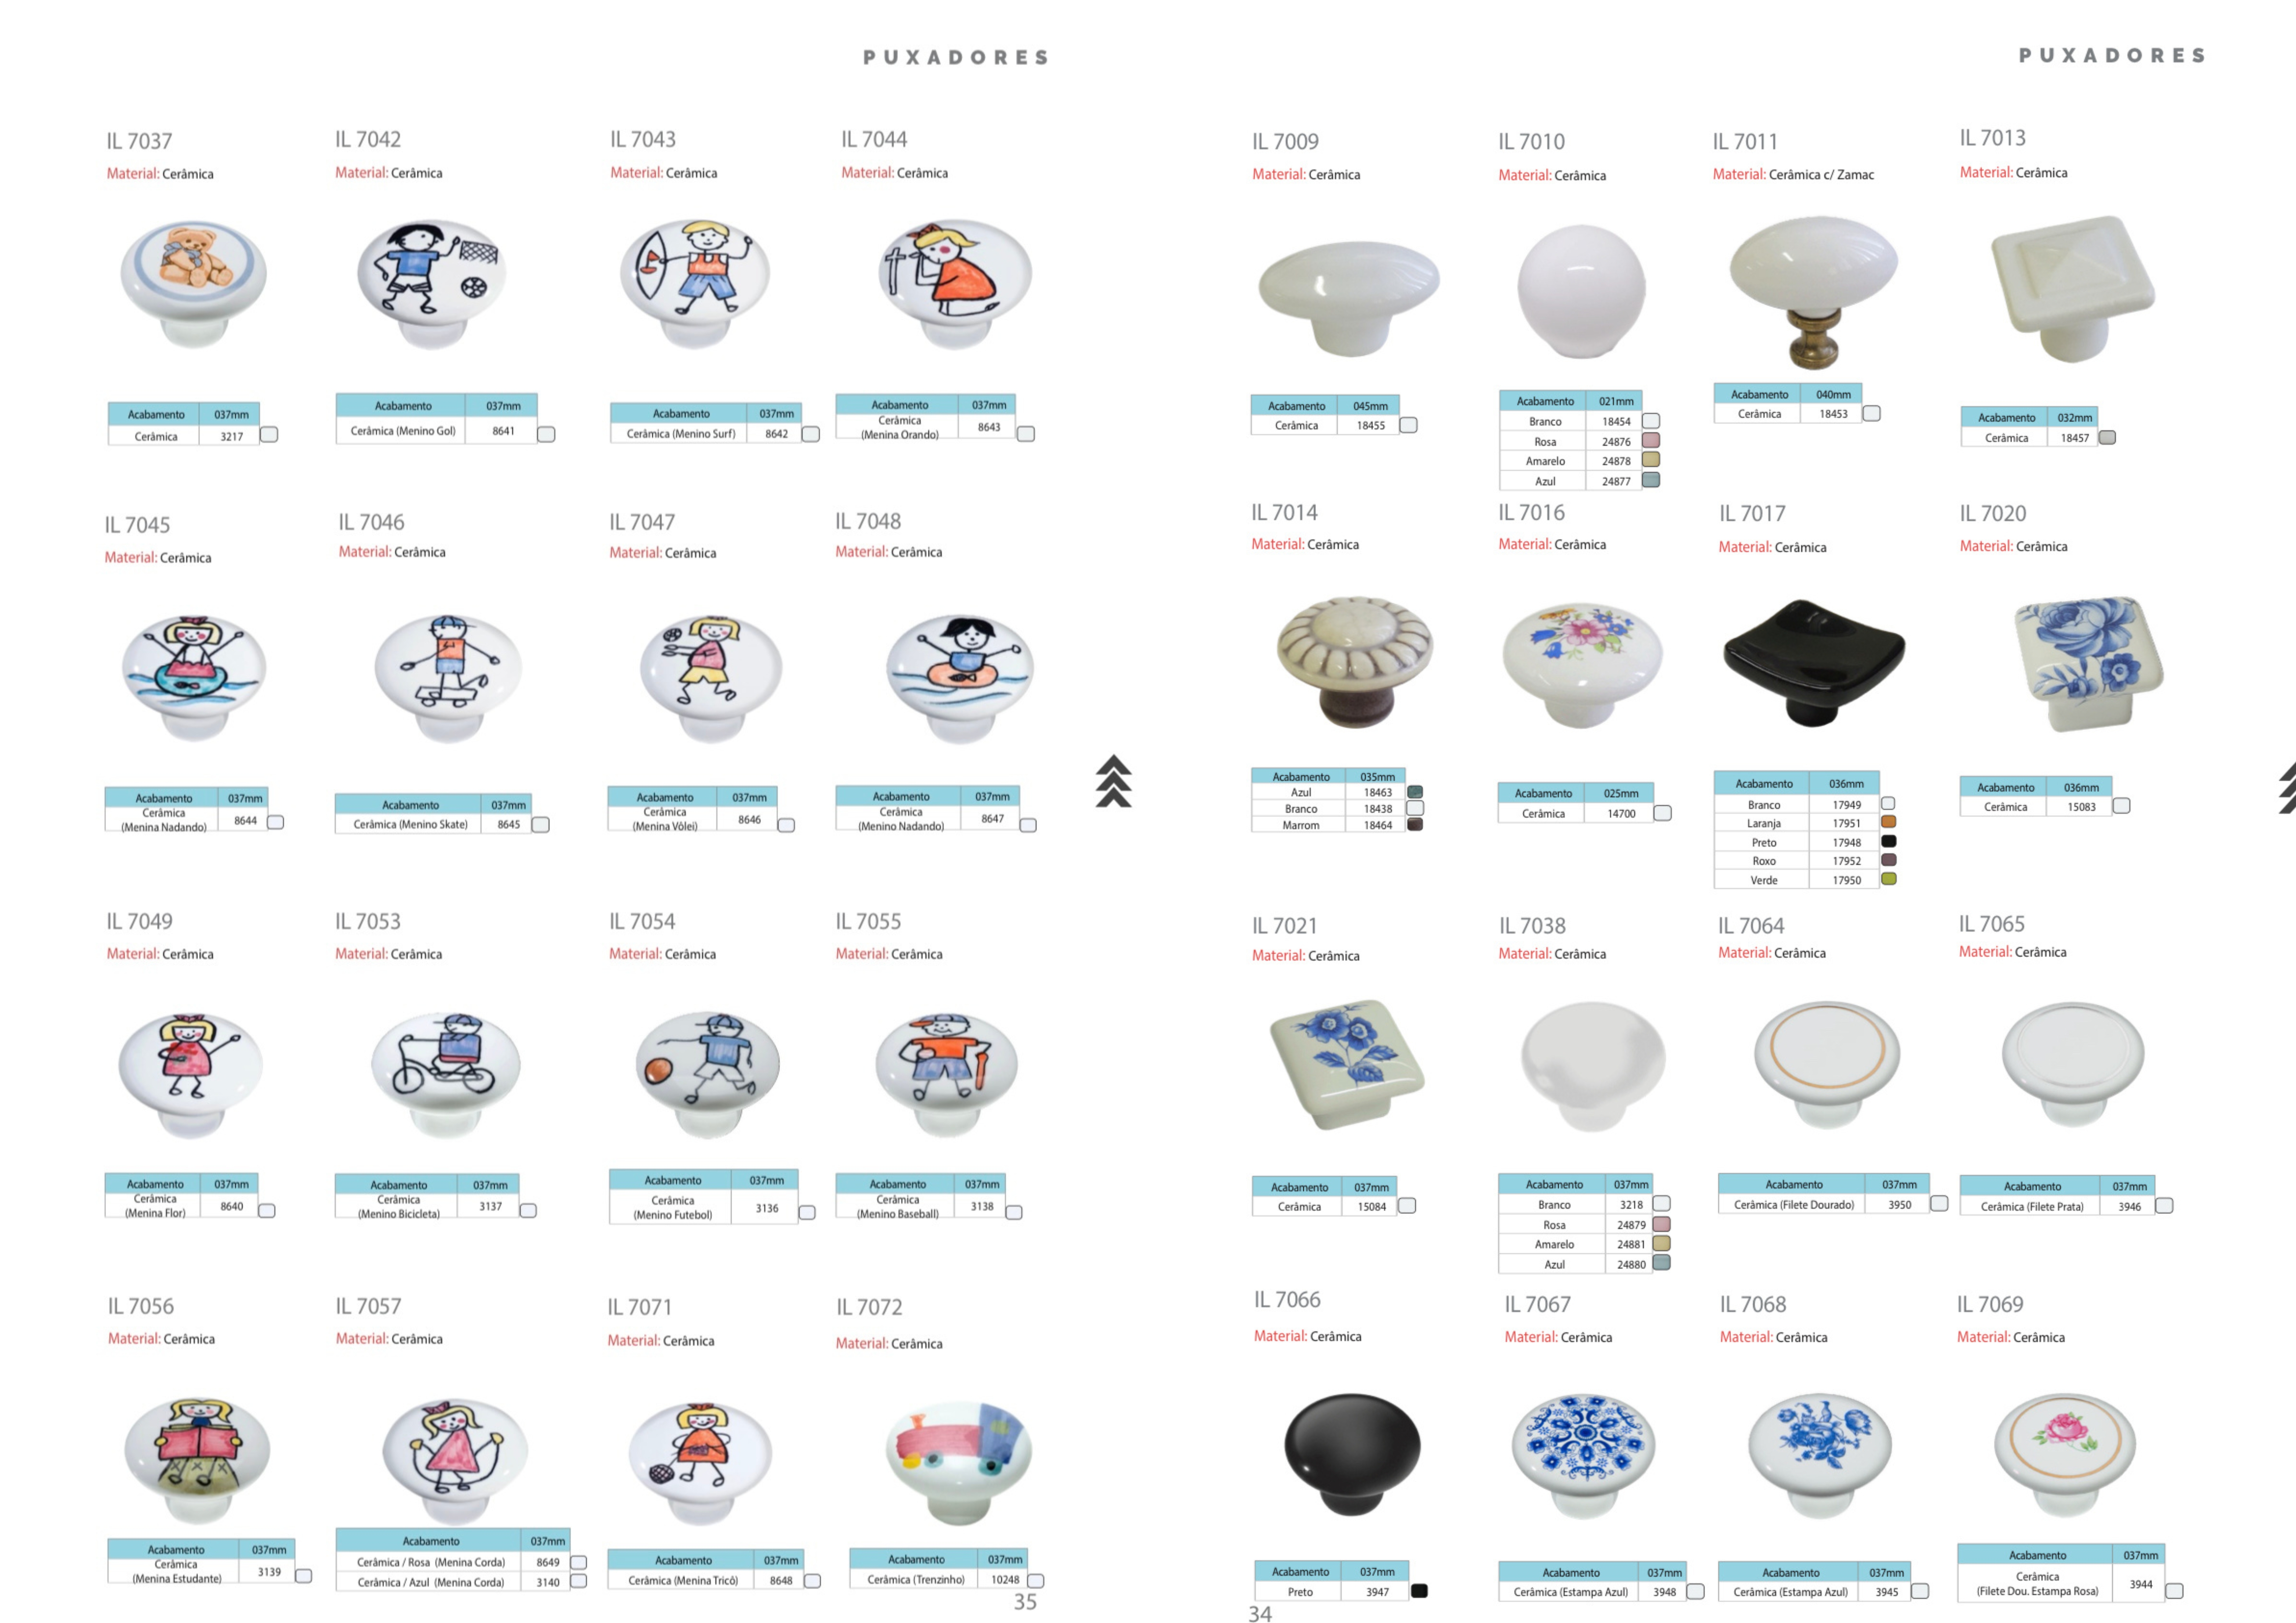 PUXADORES
IL 7037
Material: Cerâmica
Acabamento 037mm
Cerâmica 3217
IL 7042
Material: Cerâmica
Acabamento 037mm
Cerâmica (Menino Gol) 8641
IL 7043
Material: Cerâmica
Acabamento 037mm
Cerâmica (Menino Surf) 8642
IL 7044
Material: Cerâmica
Acabamento 037mm
Cerâmica
(Menina Orando) 8643
IL 7045
Material: Cerâmica
Acabamento 037mm
Cerâmica
(Menina Nadando) 8644
IL 7046
Material: Cerâmica
Acabamento 037mm
Cerâmica (Menino Skate) 8645
IL 7047
Material: Cerâmica
Acabamento 037mm
Cerâmica
(Menina Vôlei) 8646
IL 7048
Material: Cerâmica
Acabamento 037mm
Cerâmica
(Menino Nadando) 8647
IL 7049
Material: Cerâmica
Acabamento 037mm
Cerâmica
(Menina Flor) 8640
IL 7053
Material: Cerâmica
Acabamento 037mm
Cerâmica
(Menino Bicicleta) 3137
IL 7054
Material: Cerâmica
Acabamento 037mm
Cerâmica
(Menino Futebol) 3136
IL 7055
Material: Cerâmica
Acabamento 037mm
Cerâmica
(Menino Baseball) 3138
IL 7056
Material: Cerâmica
Acabamento 037mm
Cerâmica
(Menina Estudante) 3139
IL 7057
Material: Cerâmica
Acabamento 037mm
Cerâmica / Rosa (Menina Corda) 8649
Cerâmica / Azul (Menina Corda) 3140
IL 7071
Material: Cerâmica
Acabamento 037mm
Cerâmica (Menina Tricô) 8648
IL 7072
Material: Cerâmica
Acabamento 037mm
Cerâmica (Trenzinho) 10248
35
PUXADORES
IL 7009
Material: Cerâmica
Acabamento 045mm
Cerâmica 18455
IL 7010
Material: Cerâmica
Acabamento 021mm
Branco 18454
Rosa 24876
Amarelo 24878
Azul 24877
IL 7011
Material: Cerâmica c/ Zamac
Acabamento 040mm
Cerâmica 18453
IL 7013
Material: Cerâmica
Acabamento 032mm
Cerâmica 18457
IL 7014
Material: Cerâmica
Acabamento 035mm
Azul 18463
Branco 18438
Marrom 18464
IL 7016
Material: Cerâmica
Acabamento 025mm
Cerâmica 14700
IL 7017
Material: Cerâmica
Acabamento 036mm
Branco 17949
Laranja 17951
Preto 17948
Roxo 17952
Verde 17950
IL 7020
Material: Cerâmica
Acabamento 036mm
Cerâmica 15083
IL 7021
Material: Cerâmica
Acabamento 037mm
Cerâmica 15084
IL 7038
Material: Cerâmica
Acabamento 037mm
Branco 3218
Rosa 24879
Amarelo 24881
Azul 24880
IL 7064
Material: Cerâmica
Acabamento 037mm
Cerâmica (Filete Dourado) 3950
IL 7065
Material: Cerâmica
Acabamento 037mm
Cerâmica (Filete Prata) 3946
IL 7066
Material: Cerâmica
Acabamento 037mm
Preto 3947
IL 7067
Material: Cerâmica
Acabamento 037mm
Cerâmica (Estampa Azul) 3948
IL 7068
Material: Cerâmica
Acabamento 037mm
Cerâmica (Estampa Azul) 3945
IL 7069
Material: Cerâmica
Acabamento 037mm
Cerâmica
(Filete Dou. Estampa Rosa) 3944
34